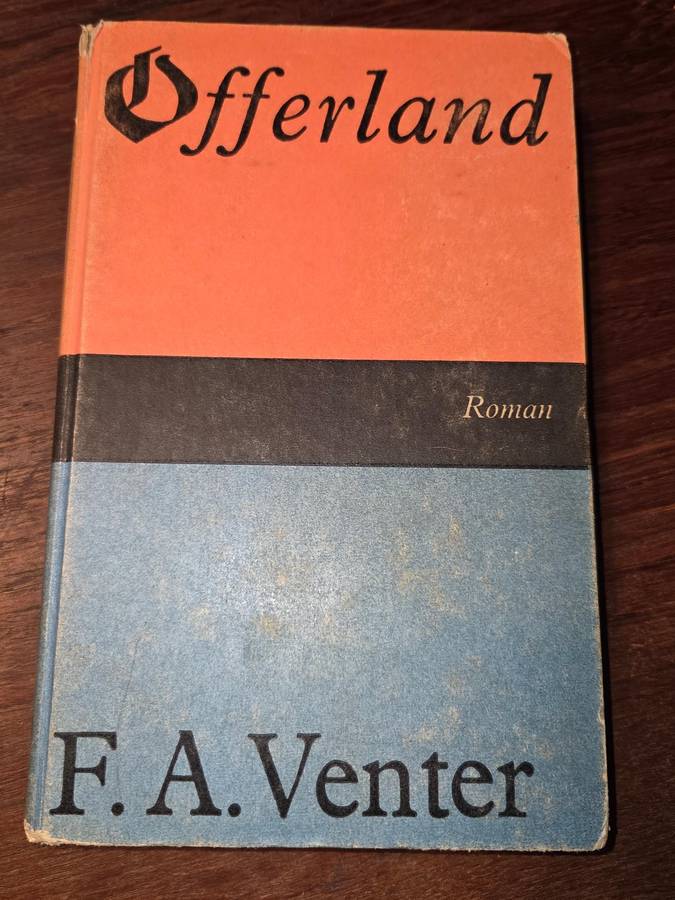 Offerland
Roman
F. A. Venter